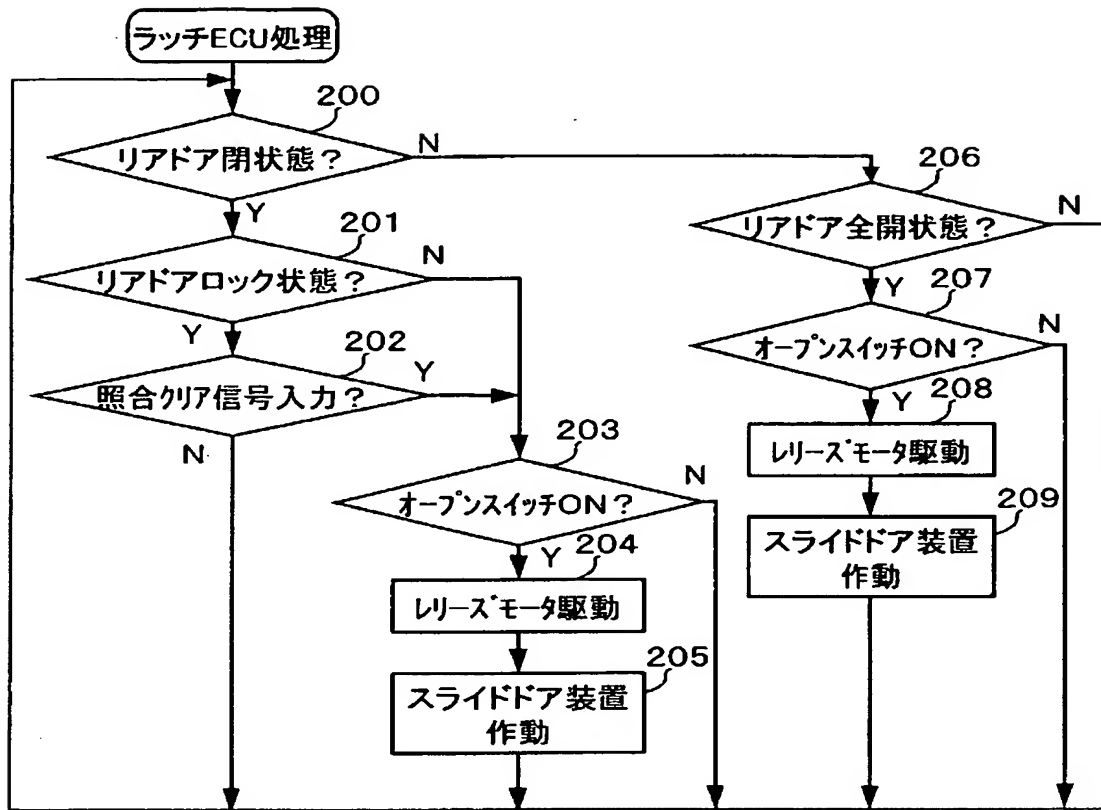 ラッチECU処理
200
リアドア閉状態?
N
Y
201
リアドアロック状態?
N
Y
202
照合クリア信号入力?
Y
N
203
オープンスイッチON?
N
Y
204
レリーズモータ駆動
205
スライドドア装置
作動
206
リアドア全開状態?
N
Y
207
オープンスイッチON?
N
Y
208
レリーズモータ駆動
209
スライドドア装置
作動